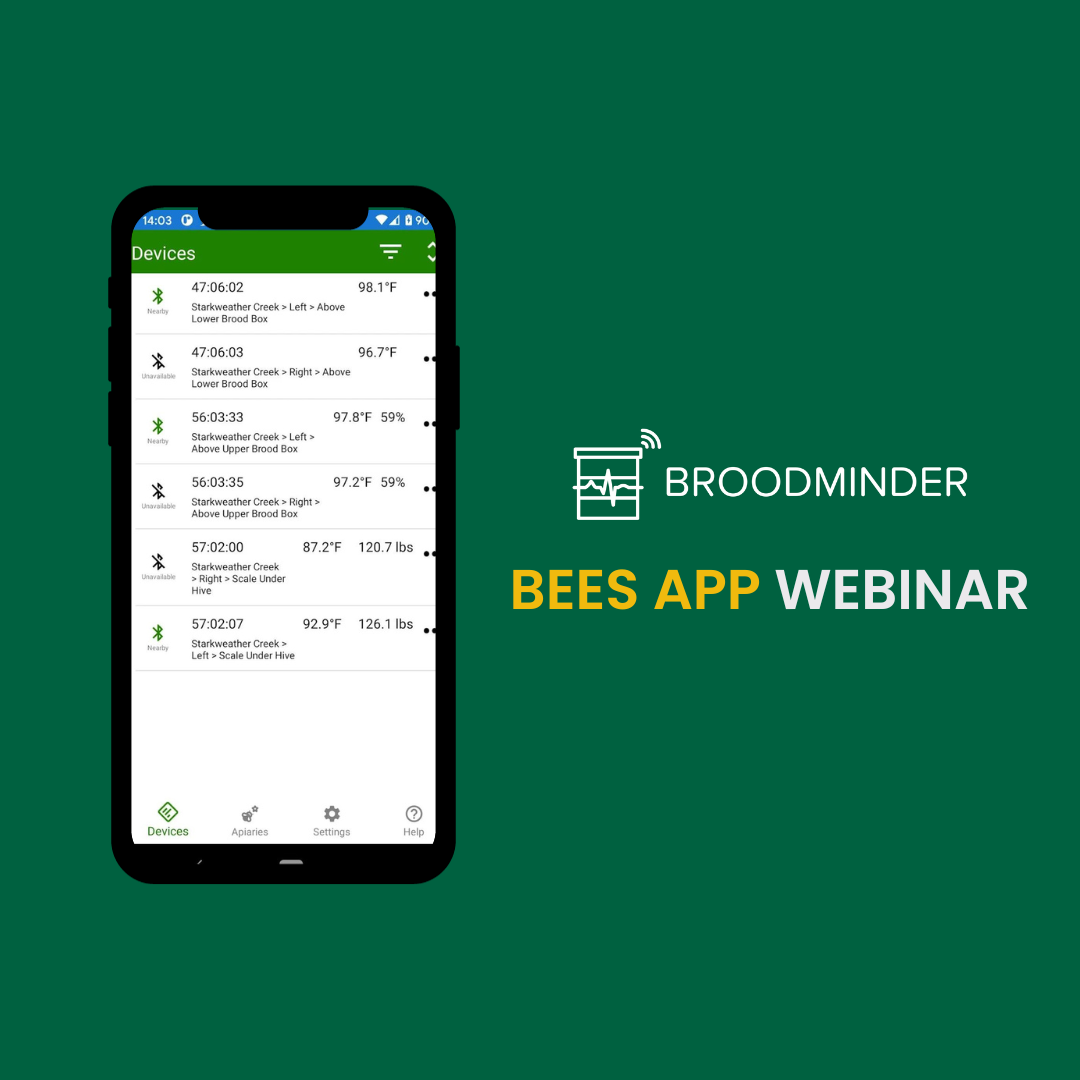 14:03
90
Devices
47:06:02 98.1°F
Nearby
Starkweather Creek > Left > Above
Lower Brood Box
47:06:03 96.7°F
Unavailable
Starkweather Creek > Right > Above
Lower Brood Box
56:03:33 97.8°F 59%
Nearby
Starkweather Creek > Left >
Above Upper Brood Box
56:03:35 97.2°F 59%
Unavailable
Starkweather Creek > Right >
Above Upper Brood Box
57:02:00 87.2°F 120.7 lbs
Unavailable
Starkweather Creek
> Right > Scale Under
Hive
57:02:07 92.9°F 126.1 lbs
Nearby
Starkweather Creek >
Left > Scale Under Hive
Devices Apiaries Settings Help
BROODMINDER
BEES APP WEBINAR